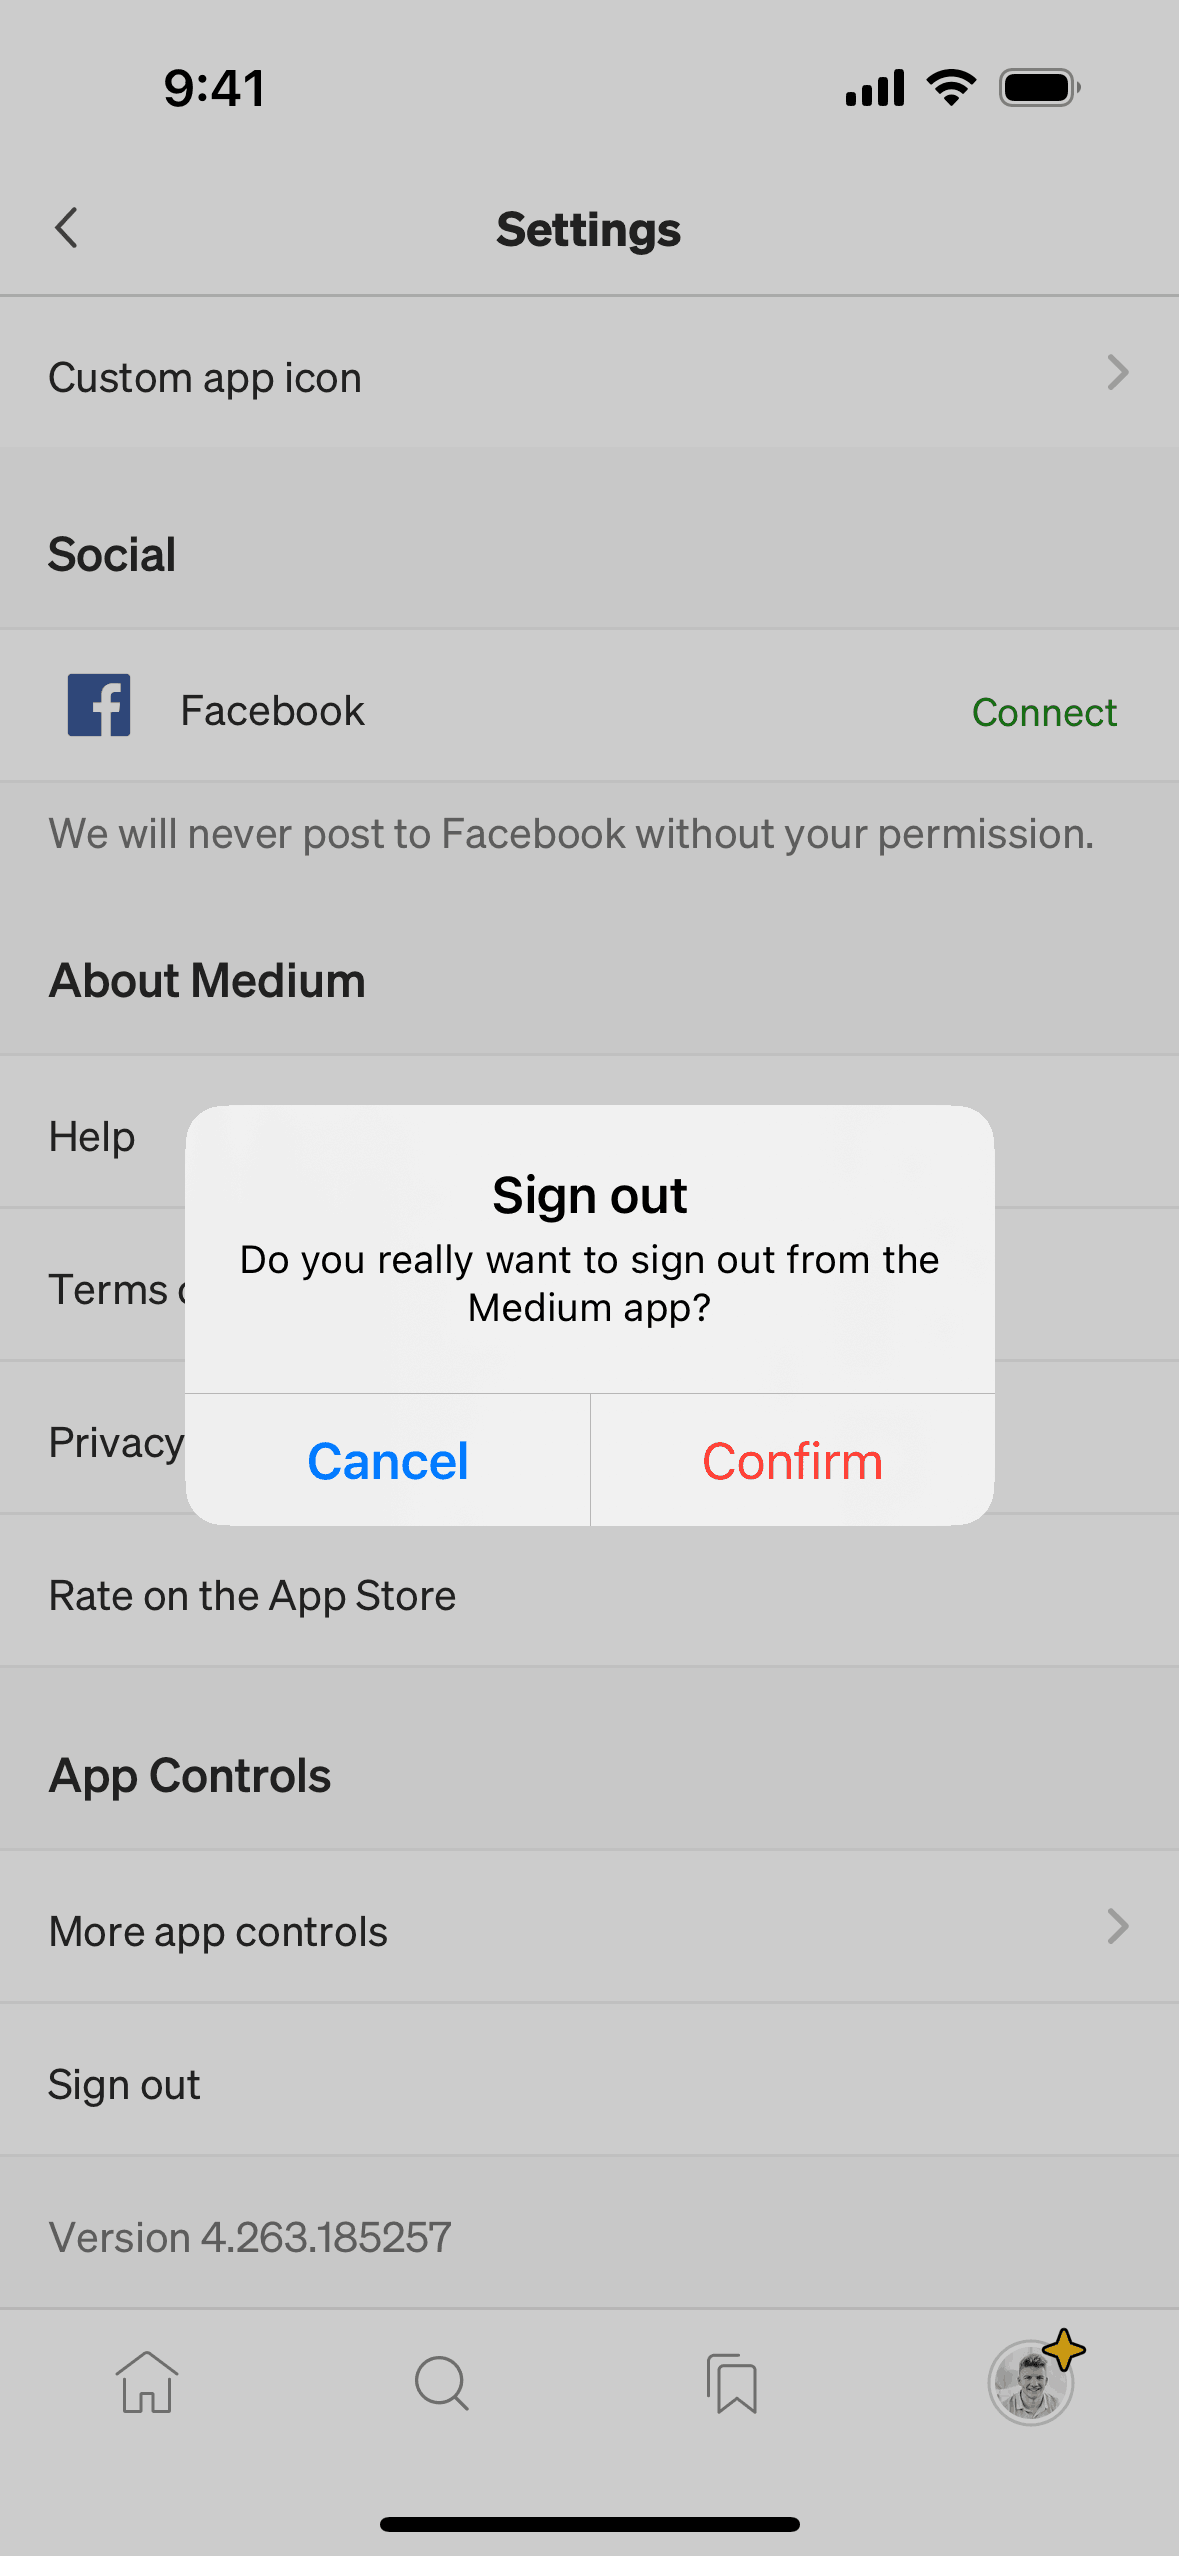 9:41
Settings
Custom app icon
Social
Facebook
Connect
We will never post to Facebook without your permission.
About Medium
Help
Terms
Privacy
Sign out
Do you really want to sign out from the
Medium app?
Cancel
Confirm
Rate on the App Store
App Controls
More app controls
Sign out
Version 4.263.185257